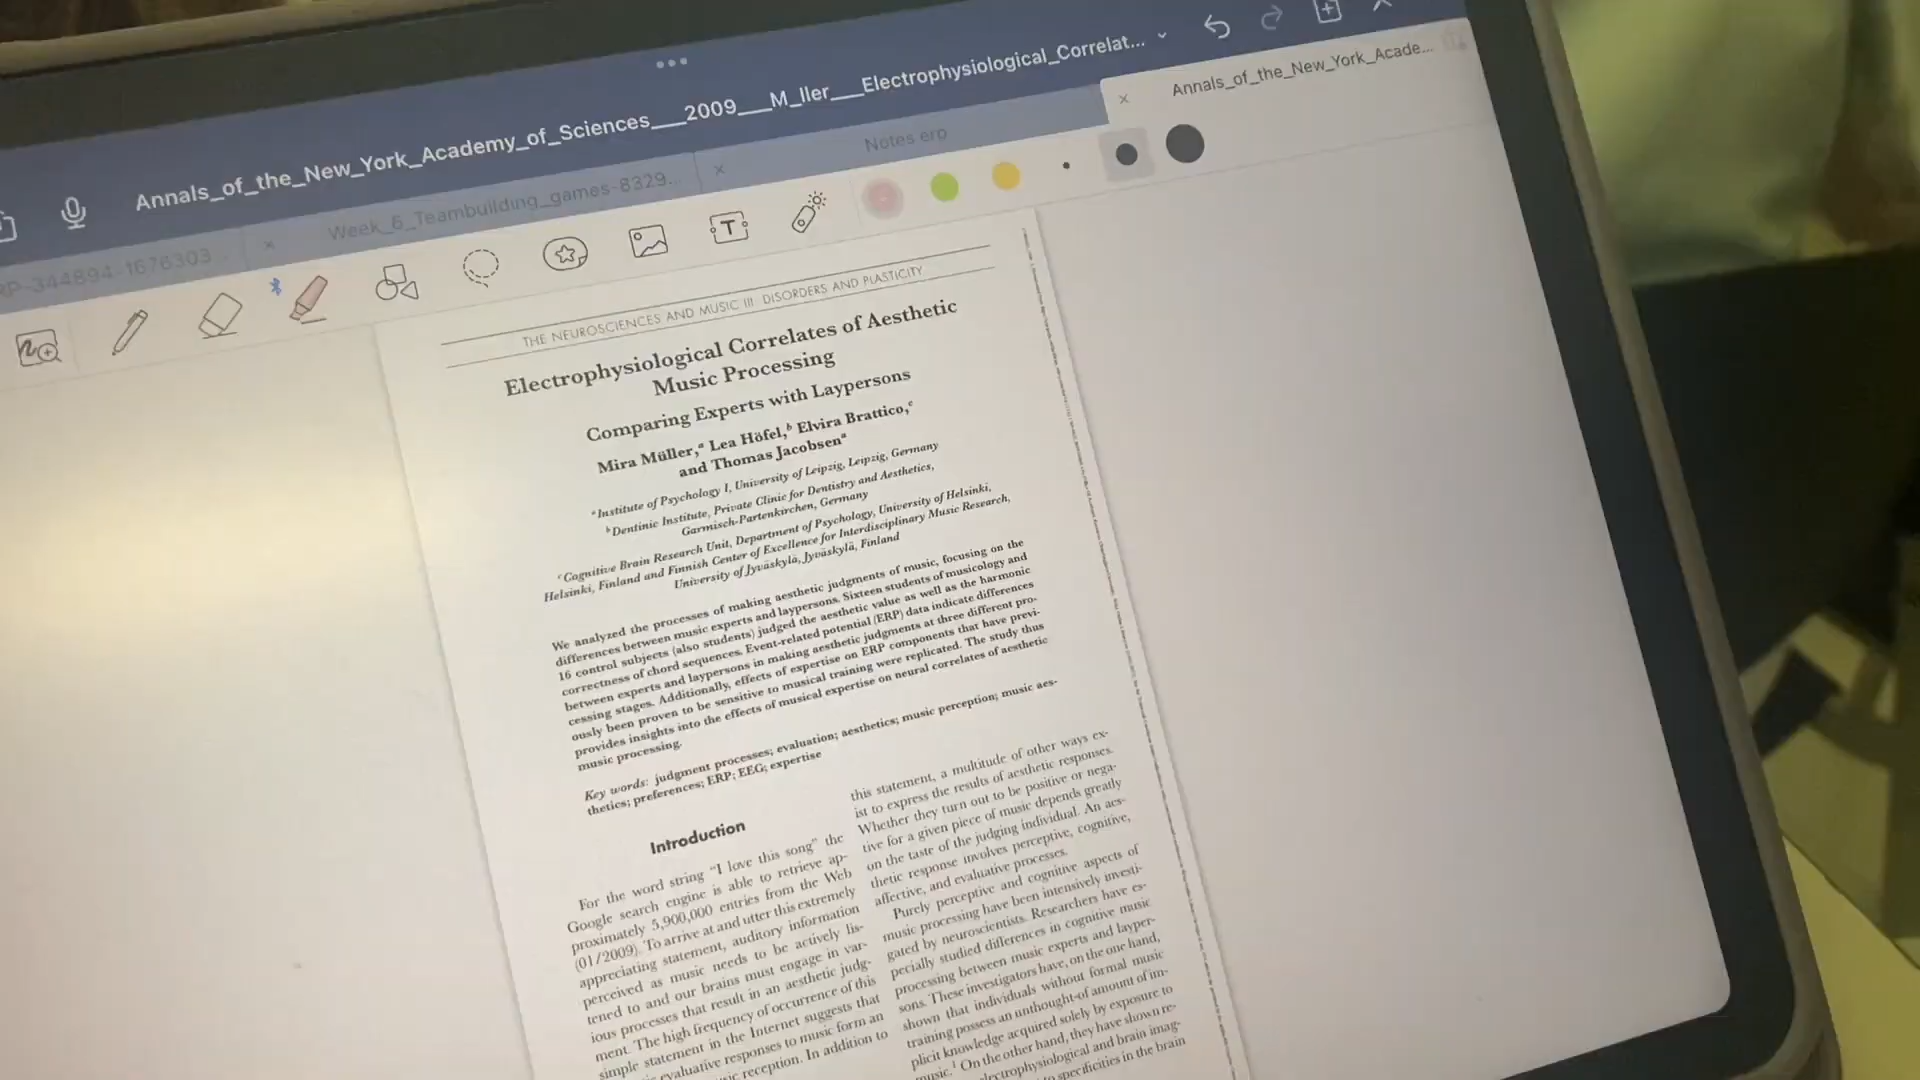 Annals_of_the_New_York_Academy_of_Sciences___2009___M_ller___Electrophysiological_Correlat...
Annals_of_the_New_York_Acade...
Notes erp
Week_6_Teambuilding_games-8329...
RP-344894-1676303...
T
THE NEUROSCIENCES AND MUSIC III DISORDERS AND PLASTICITY
Electrophysiological Correlates of Aesthetic
Music Processing
Comparing Experts with Laypersons
Mira Müller,a Lea Höfel,b Elvira Brattico,c
and Thomas Jacobsena
aInstitute of Psychology I, University of Leipzig, Leipzig, Germany
bDentinic Institute, Private Clinic for Dentistry and Aesthetics,
Garmisch-Partenkirchen, Germany
cCognitive Brain Research Unit, Department of Psychology, University of Helsinki,
Helsinki, Finland and Finnish Center of Excellence for Interdisciplinary Music Research,
University of Jyväskylä, Jyväskylä, Finland
We analyzed the processes of making aesthetic judgments of music, focusing on the
differences between music experts and laypersons. Sixteen students of musicology and
16 control subjects (also students) judged the aesthetic value as well as the harmonic
correctness of chord sequences. Event-related potential (ERP) data indicate differences
between experts and laypersons in making aesthetic judgments at three different pro-
cessing stages. Additionally, effects of expertise on ERP components that have previ-
ously been proven to be sensitive to musical training were replicated. The study thus
provides insights into the effects of musical expertise on neural correlates of aesthetic
music processing.
Key words: judgment processes; evaluation; aesthetics; music perception; music aes-
thetics; preferences; ERP; EEG; expertise
Introduction
For the word string "I love this song" the
Google search engine is able to retrieve ap-
proximately 5,900,000 entries from the Web
(01/2009). To arrive at and utter this extremely
appreciating statement, auditory information
perceived as music needs to be actively lis-
tened to and our brains must engage in var-
ious processes that result in an aesthetic judg-
ment. The high frequency of occurrence of this
simple statement in the Internet suggests that
evaluative responses to music form an
reception. In addition to
this statement, a multitude of other ways ex-
ist to express the results of aesthetic responses.
Whether they turn out to be positive or nega-
tive for a given piece of music depends greatly
on the taste of the judging individual. An aes-
thetic response involves perceptive, cognitive,
affective, and evaluative processes.
Purely perceptive and cognitive aspects of
music processing have been intensively investi-
gated by neuroscientists. Researchers have es-
pecially studied differences in cognitive music
processing between music experts and layper-
sons. These investigators have, on the one hand,
shown that individuals without formal music
training possess an unthought-of amount of im-
plicit knowledge acquired solely by exposure to
music.1 On the other hand, they have shown re-
electrophysiological and brain imag-
to specificities in the brain